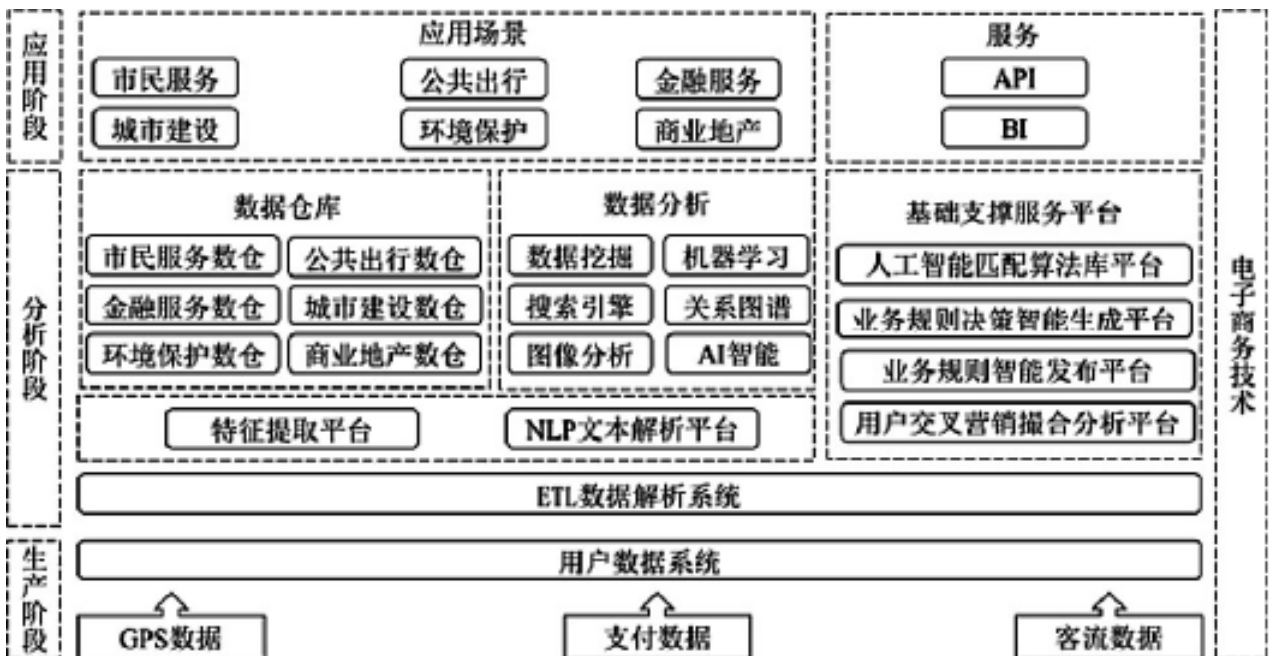 应用阶段
应用场景
市民服务
公共出行
金融服务
城市建设
环境保护
商业地产
服务
API
BI
分析阶段
数据仓库
市民服务数仓
公共出行数仓
金融服务数仓
城市建设数仓
环境保护数仓
商业地产数仓
数据分析
数据挖掘
机器学习
搜索引擎
关系图谱
图像分析
AI智能
特征提取平台
NLP文本解析平台
基础支撑服务平台
人工智能匹配算法库平台
业务规则决策智能生成平台
业务规则智能发布平台
用户交叉营销撮合分析平台
ETL数据解析系统
生产阶段
用户数据系统
GPS数据
支付数据
客流数据
电子商务技术